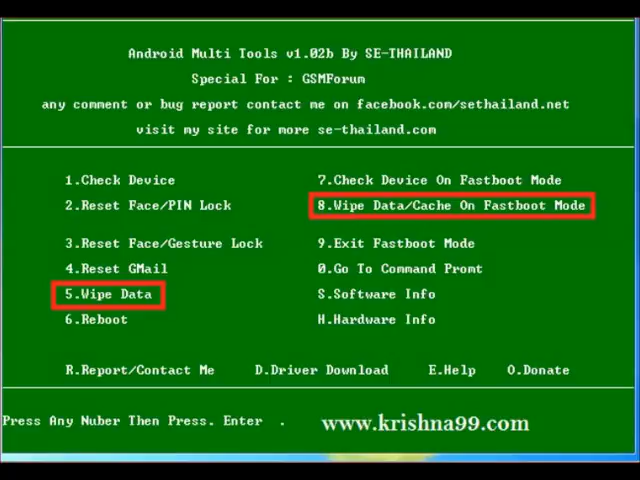 Android Multi Tools v1.02b By SE-THAILAND
Special For : GSMForum
any comment or bug report contact me on facebook.com/sethailand.net
visit my site for more se-thailand.com
1.Check Device
7.Check Device On Fastboot Mode
2.Reset Face/PIN Lock
8.Wipe Data/Cache On Fastboot Mode
3.Reset Face/Gesture Lock
9.Exit Fastboot Mode
4.Reset GMail
0.Go To Command Promt
5.Wipe Data
S.Software Info
6.Reboot
H.Hardware Info
R.Report/Contact Me D.Driver Download E.Help O.Donate
Press Any Nuber Then Press. Enter .
www.krishna99.com